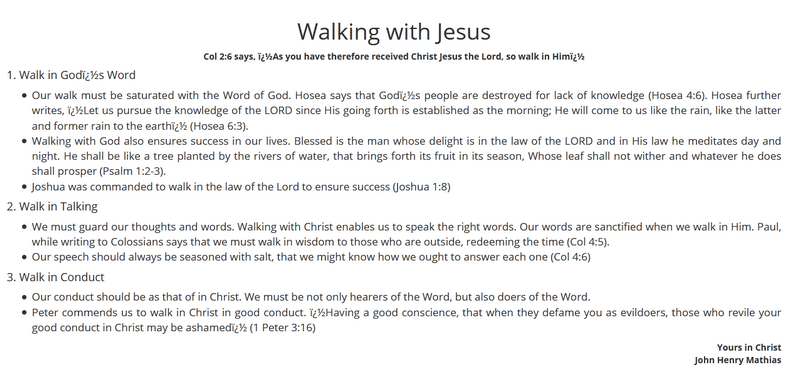 Walking with Jesus
Col 2:6 says, ï¿½As you have therefore received Christ Jesus the Lord, so walk in Himï¿½
1. Walk in Godï¿½s Word
• Our walk must be saturated with the Word of God. Hosea says that Godï¿½s people are destroyed for lack of knowledge (Hosea 4:6). Hosea further
writes, ï¿½Let us pursue the knowledge of the LORD since His going forth is established as the morning; He will come to us like the rain, like the latter
and former rain to the earthï¿½ (Hosea 6:3).
• Walking with God also ensures success in our lives. Blessed is the man whose delight is in the law of the LORD and in His law he meditates day and
night. He shall be like a tree planted by the rivers of water, that brings forth its fruit in its season, Whose leaf shall not wither and whatever he does
shall prosper (Psalm 1:2-3).
• Joshua was commanded to walk in the law of the Lord to ensure success (Joshua 1:8)
2. Walk in Talking
• We must guard our thoughts and words. Walking with Christ enables us to speak the right words. Our words are sanctified when we walk in Him. Paul,
while writing to Colossians says that we must walk in wisdom to those who are outside, redeeming the time (Col 4:5).
• Our speech should always be seasoned with salt, that we might know how we ought to answer each one (Col 4:6)
3. Walk in Conduct
• Our conduct should be as that of in Christ. We must be not only hearers of the Word, but also doers of the Word.
• Peter commends us to walk in Christ in good conduct. ï¿½Having a good conscience, that when they defame you as evildoers, those who revile your
good conduct in Christ may be ashamedï¿½ (1 Peter 3:16)
Yours in Christ
John Henry Mathias